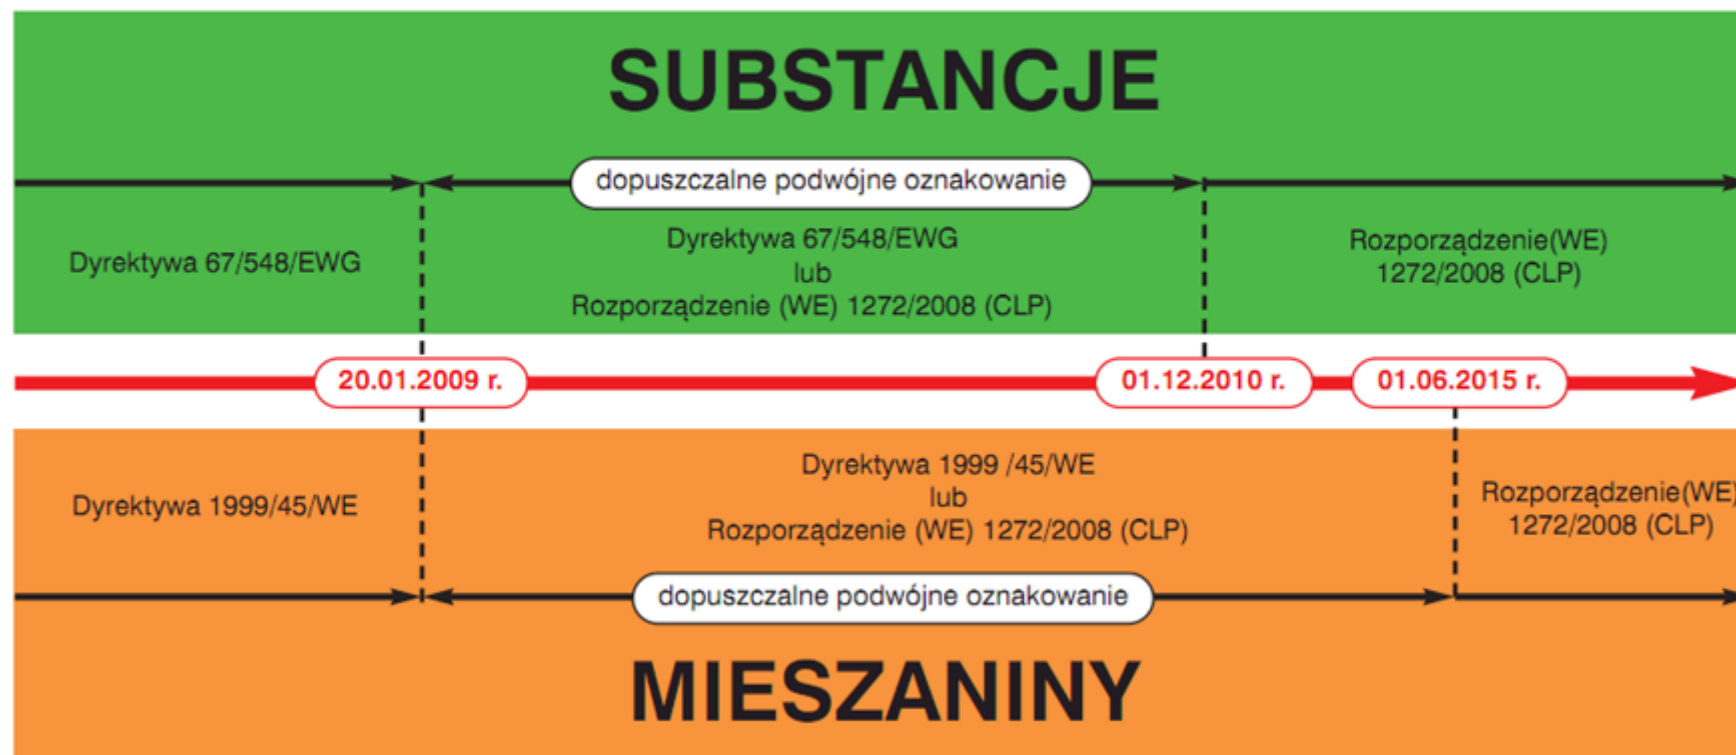 SUBSTANCJE
dopuszczalne podwójne oznakowanie
Dyrektywa 67/548/EWG
Dyrektywa 67/548/EWG
lub
Rozporządzenie (WE) 1272/2008 (CLP)
Rozporządzenie(WE)
1272/2008 (CLP)
20.01.2009 r.
01.12.2010 r.
01.06.2015 r.
Dyrektywa 1999/45/WE
Dyrektywa 1999 /45/WE
lub
Rozporządzenie (WE) 1272/2008 (CLP)
Rozporządzenie(WE)
1272/2008 (CLP)
dopuszczalne podwójne oznakowanie
MIESZANINY